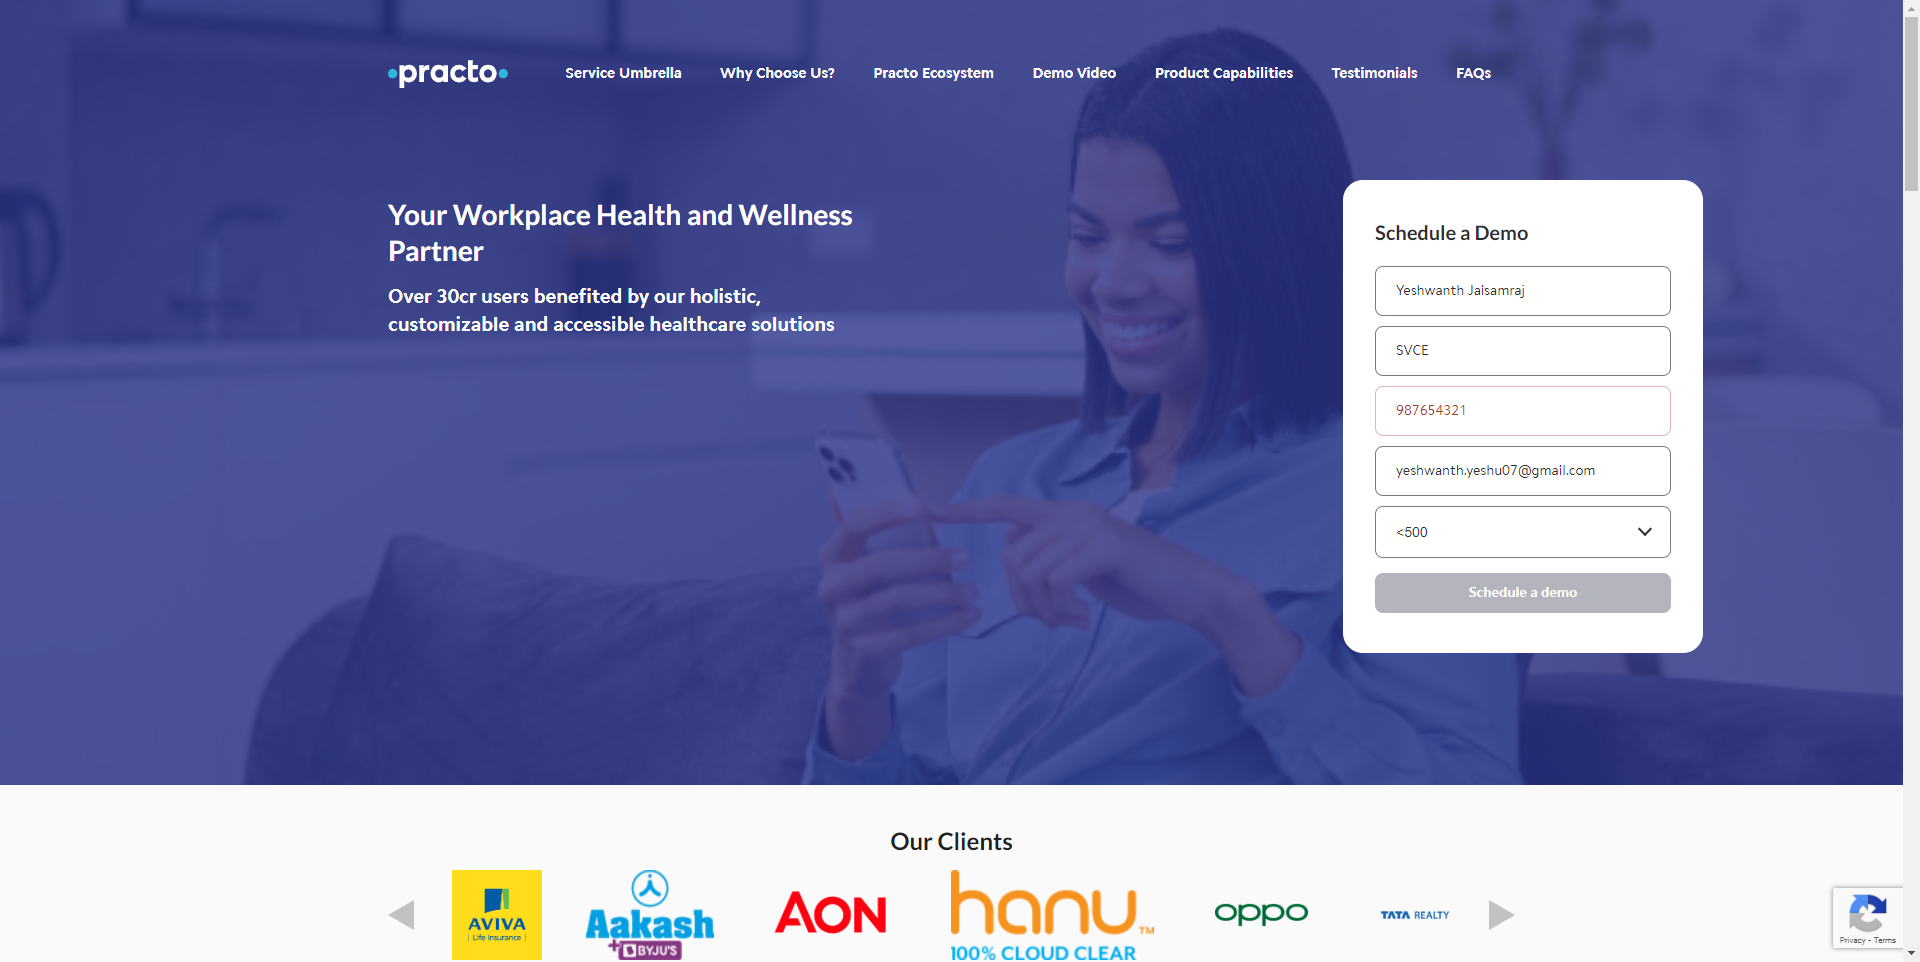 practo
Service Umbrella
Why Choose Us?
Practo Ecosystem
Demo Video
Product Capabilities
Testimonials
FAQs
Your Workplace Health and Wellness
Partner
Over 30cr users benefited by our holistic,
customizable and accessible healthcare solutions
Schedule a Demo
Yeshwanth Jaisamraj
SVCE
987654321
yeshwanth.yeshu07@gmail.com
<500
Schedule a demo
Our Clients
AVIVA
Life Insurance
Aakash
+ BYJU'S
AON
hanu TM
100% CLOUD CLEAR
oppo
TATA REALTY
Privacy - Terms